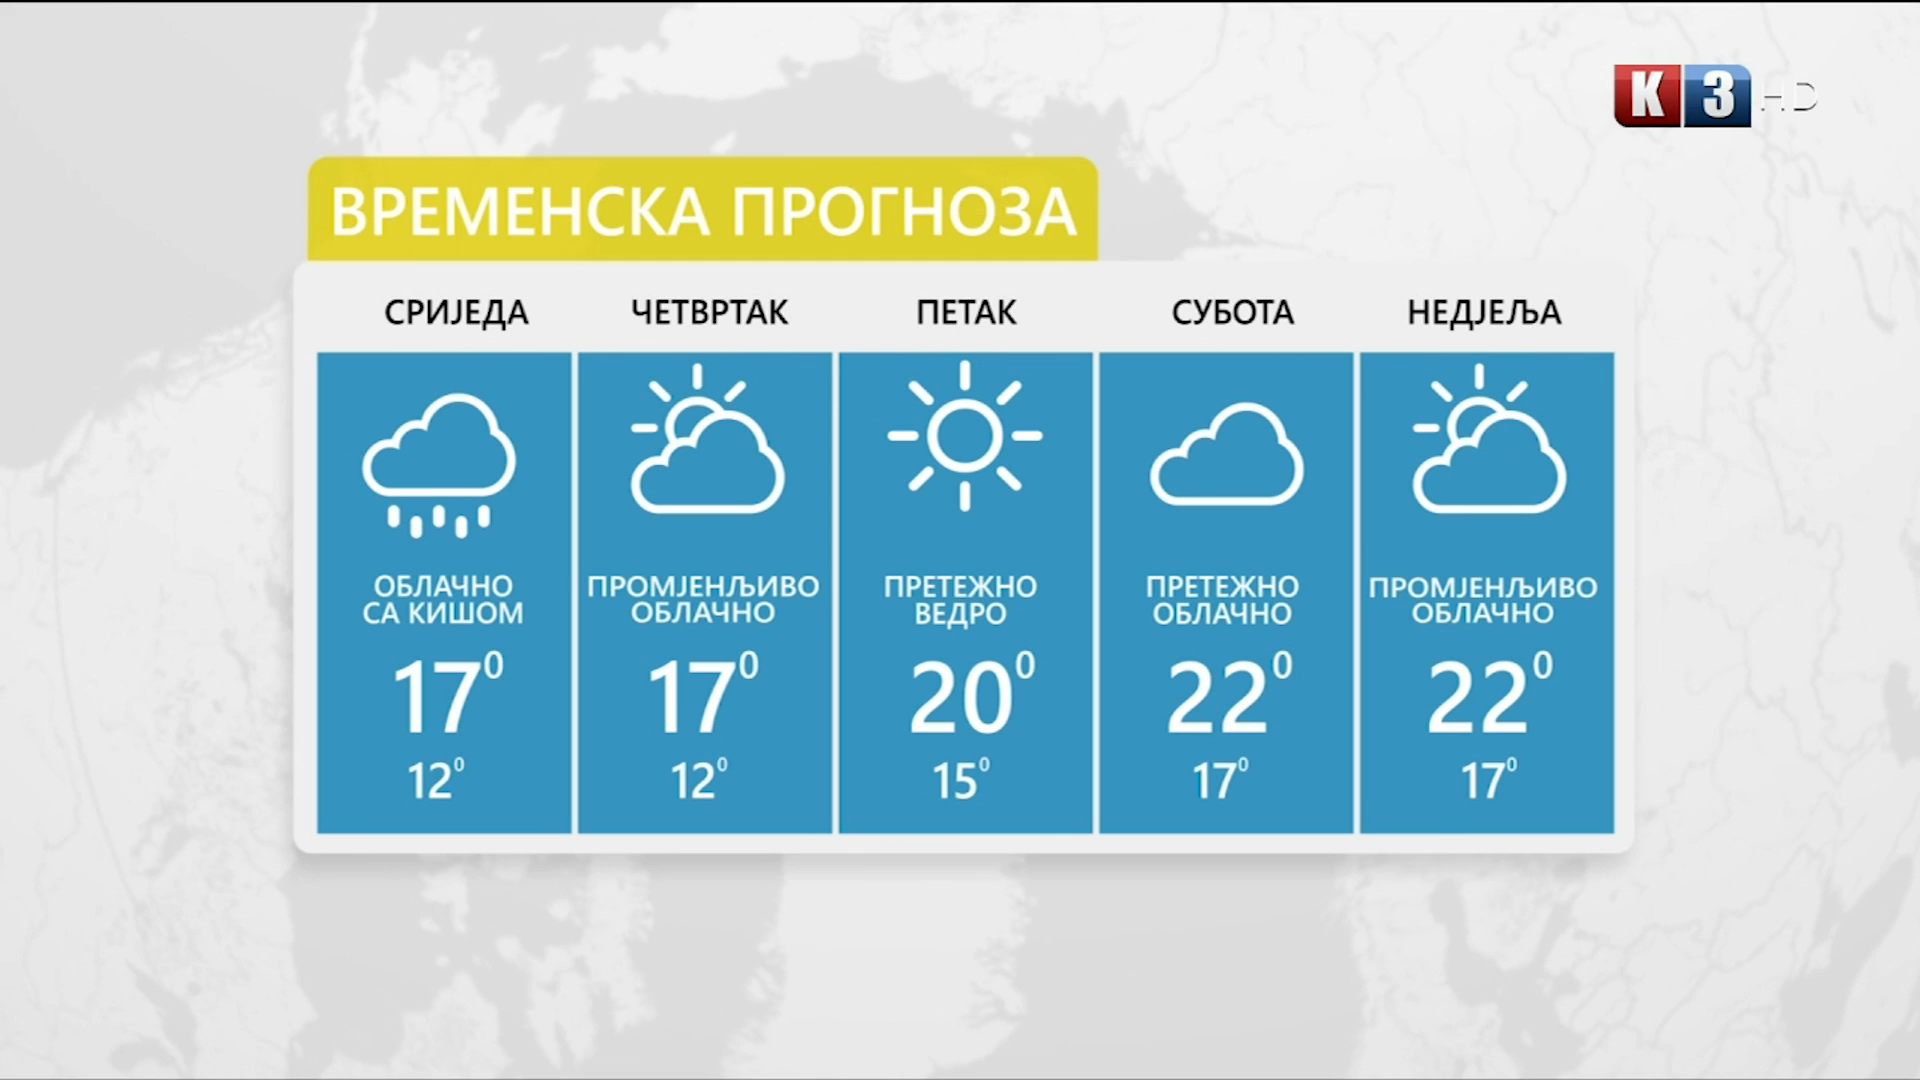 К3 HD
ВРЕМЕНСКА ПРОГНОЗА
СРИЈЕДА
ЧЕТВРТАК
ПЕТАК
СУБОТА
НЕДЈЕЉА
ОБЛАЧНО
СА КИШОМ
17⁰
12⁰
ПРОМЈЕНЉИВО
ОБЛАЧНО
17⁰
12⁰
ПРЕТЕЖНО
ВЕДРО
20⁰
15⁰
ПРЕТЕЖНО
ОБЛАЧНО
22⁰
17⁰
ПРОМЈЕНЉИВО
ОБЛАЧНО
22⁰
17⁰